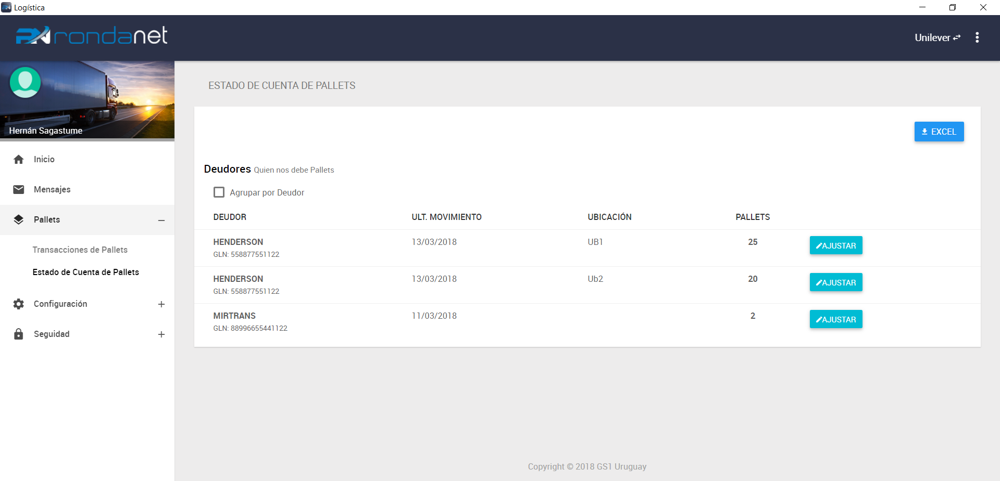 Logística
rondanet
Unilever
Hernán Sagastume
Inicio
Mensajes
Pallets
Transacciones de Pallets
Estado de Cuenta de Pallets
Configuración
Seguidad
ESTADO DE CUENTA DE PALLETS
EXCEL
Deudores Quien nos debe Pallets
Agrupar por Deudor
DEUDOR ULT. MOVIMIENTO UBICACIÓN PALLETS
HENDERSON 13/03/2018 UB1 25 AJUSTAR
GLN: 558877551122
HENDERSON 13/03/2018 Ub2 20 AJUSTAR
GLN: 558877551122
MIRTRANS 11/03/2018 2 AJUSTAR
GLN: 88996655441122
Copyright © 2018 GS1 Uruguay